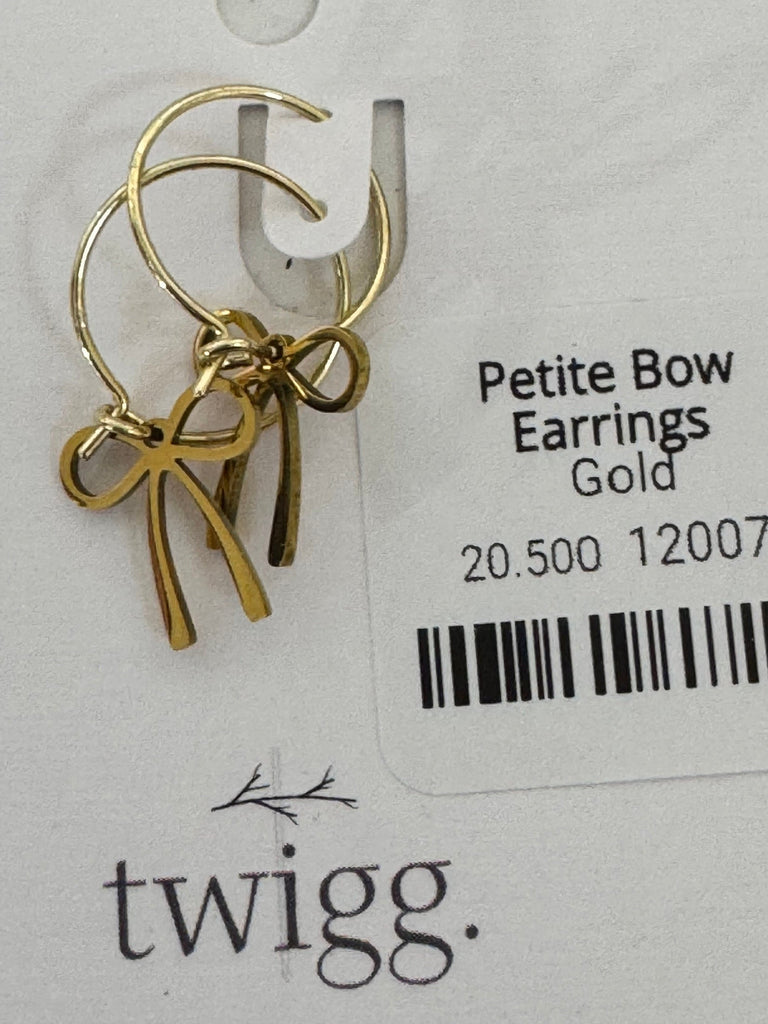 Petite Bow
Earrings
Gold
20.500 12007
twigg.